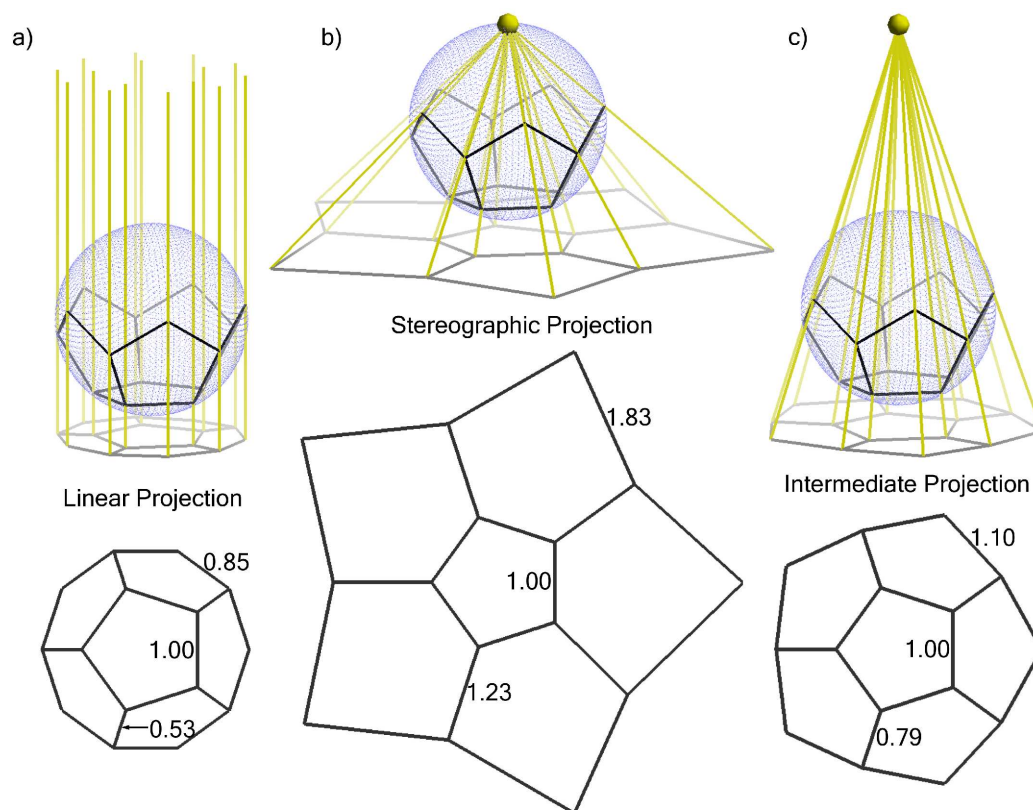 a)
b)
c)
Stereographic Projection
Linear Projection
Intermediate Projection
0.85
1.00
0.53
1.83
1.00
1.23
1.10
1.00
0.79